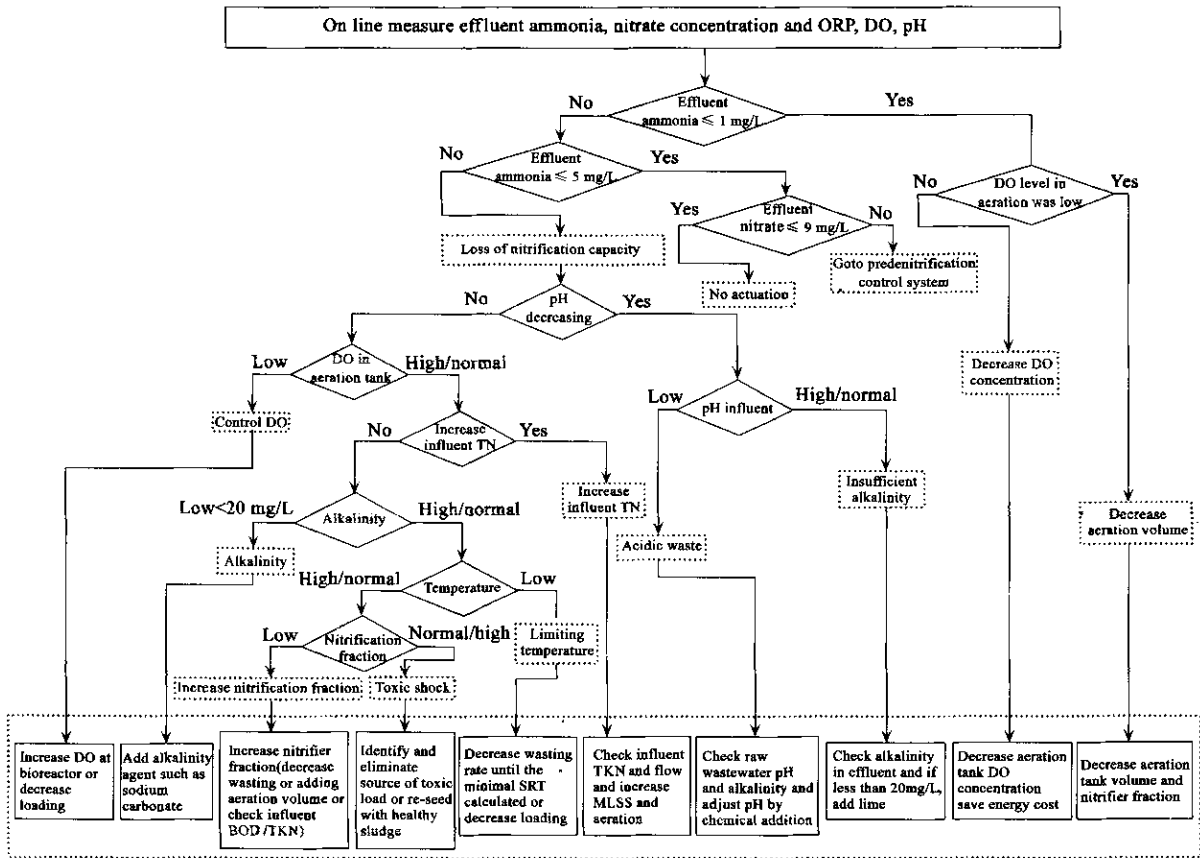 On line measure effluent ammonia, nitrate concentration and ORP, DO, pH
No
Effluent
ammonia ≤ 1 mg/L
Yes
No
Effluent
ammonia ≤ 5 mg/L
Yes
No
DO level in
aeration was low
Yes
Yes
Effluent
nitrate ≤ 9 mg/L
No
Loss of nitrification capacity
Goto predenitrification
control system
No actuation
No
pH
decreasing
Yes
Low
DO in
aeration tank
High/normal
Decrease DO
concentration
Low
pH influent
High/normal
Control DO
No
Increase
influent TN
Yes
Increase
influent TN
Insufficient
alkalinity
Low<20 mg/L
Alkalinity
High/normal
Decrease
aeration volume
Acidic waste
Alkalinity
High/normal
Temperature
Low
Low
Nitrification
fraction
Normal/high
Limiting
temperature
Increase nitrification fraction
Toxic shock
Increase DO at
bioreactor or
decrease
loading
Add alkalinity
agent such as
sodium
carbonate
Increase nitrifier
fraction(decrease
wasting or adding
aeration volume or
check influent
BOD /TKN)
Identify and
eliminate
source of toxic
load or re-seed
with healthy
sludge
Decrease wasting
rate until the
minimal SRT
calculated or
decrease loading
Check influent
TKN and flow
and increase
MLSS and
aeration
Check raw
wastewater pH
and alkalinity and
adjust pH by
chemical addition
Check alkalinity
in effluent and if
less than 20mg/L,
add lime
Decrease aeration
tank DO
concentration
save energy cost
Decrease aeration
tank volume and
nitrifier fraction